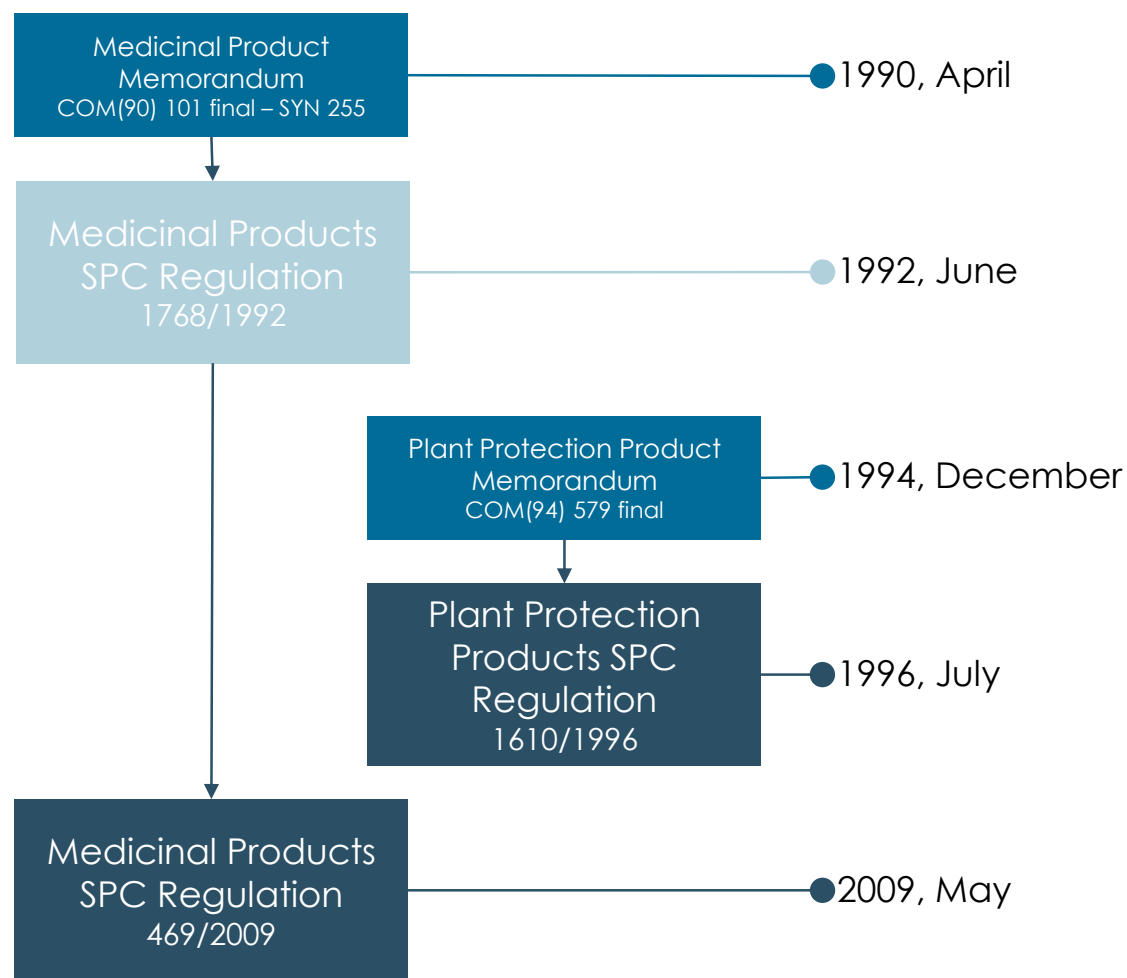 Medicinal Product
Memorandum
COM(90) 101 final – SYN 255
1990, April
Medicinal Products
SPC Regulation
1768/1992
1992, June
Plant Protection Product
Memorandum
COM(94) 579 final
1994, December
Plant Protection
Products SPC
Regulation
1610/1996
1996, July
Medicinal Products
SPC Regulation
469/2009
2009, May